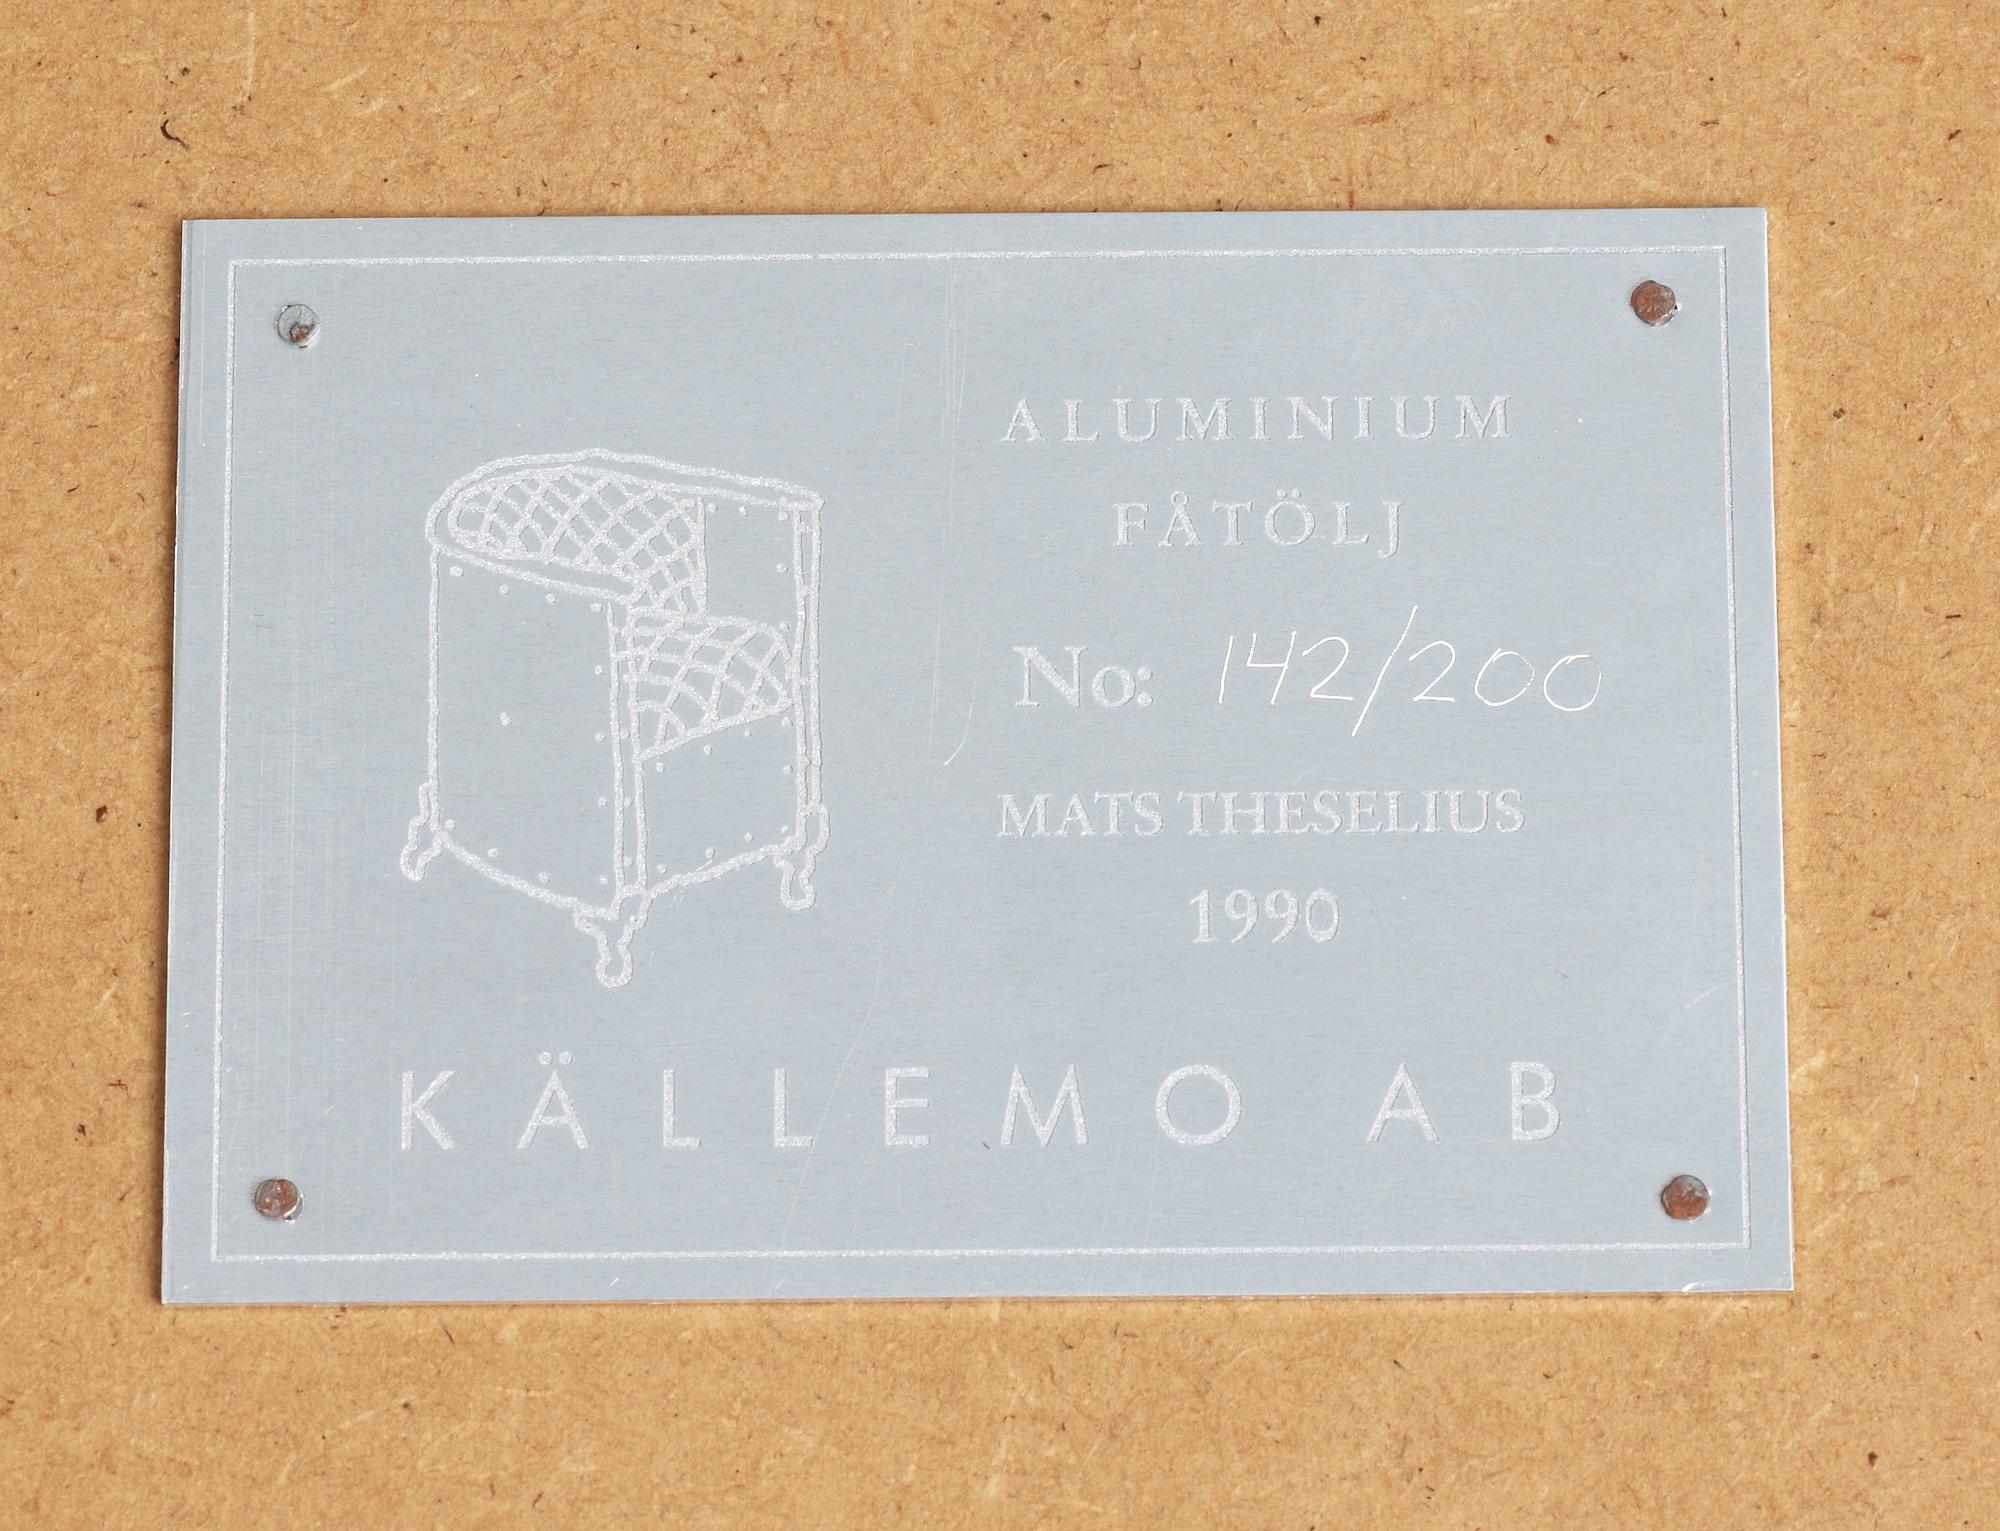 ALUMINIUM
FÅTÖLJ
No: 142/200
MATS THESELIUS
1990
KÄLLEMO AB